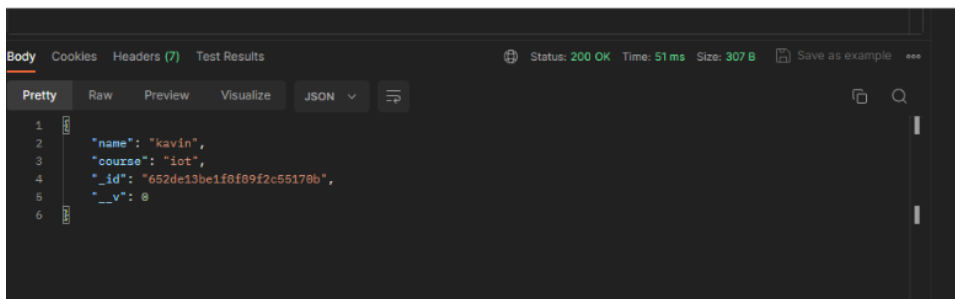 Body Cookies Headers (7) Test Results Status: 200 OK Time: 51 ms Size: 307 B Save as example
Pretty Raw Preview Visualize JSON
1 {
2 "name": "kavin",
3 "course": "iot",
4 "_id": "652de13be1f8f89f2c55170b",
5 "__v": 0
6 }